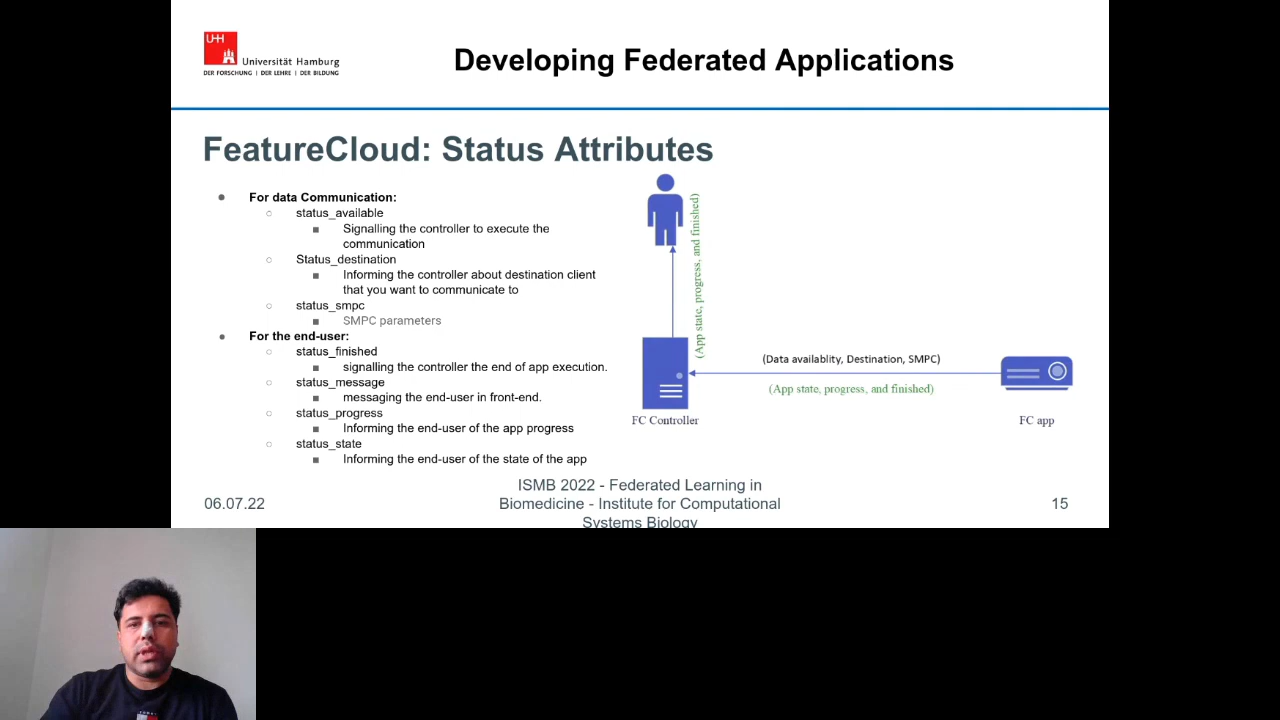 UHH
Universität Hamburg
DER FORSCHUNG | DER LEHRE | DER BILDUNG
Developing Federated Applications
FeatureCloud: Status Attributes
For data Communication:
status_available
Signalling the controller to execute the
communication
Status_destination
Informing the controller about destination client
that you want to communicate to
status_smpc
SMPC parameters
For the end-user:
status_finished
signalling the controller the end of app execution.
status_message
messaging the end-user in front-end.
status_progress
Informing the end-user of the app progress
status_state
Informing the end-user of the state of the app
(App state, progress, and finished)
(Data availablity, Destination, SMPC)
(App state, progress, and finished)
FC Controller
FC app
06.07.22
ISMB 2022 - Federated Learning in
Biomedicine - Institute for Computational
Systems Biology
15